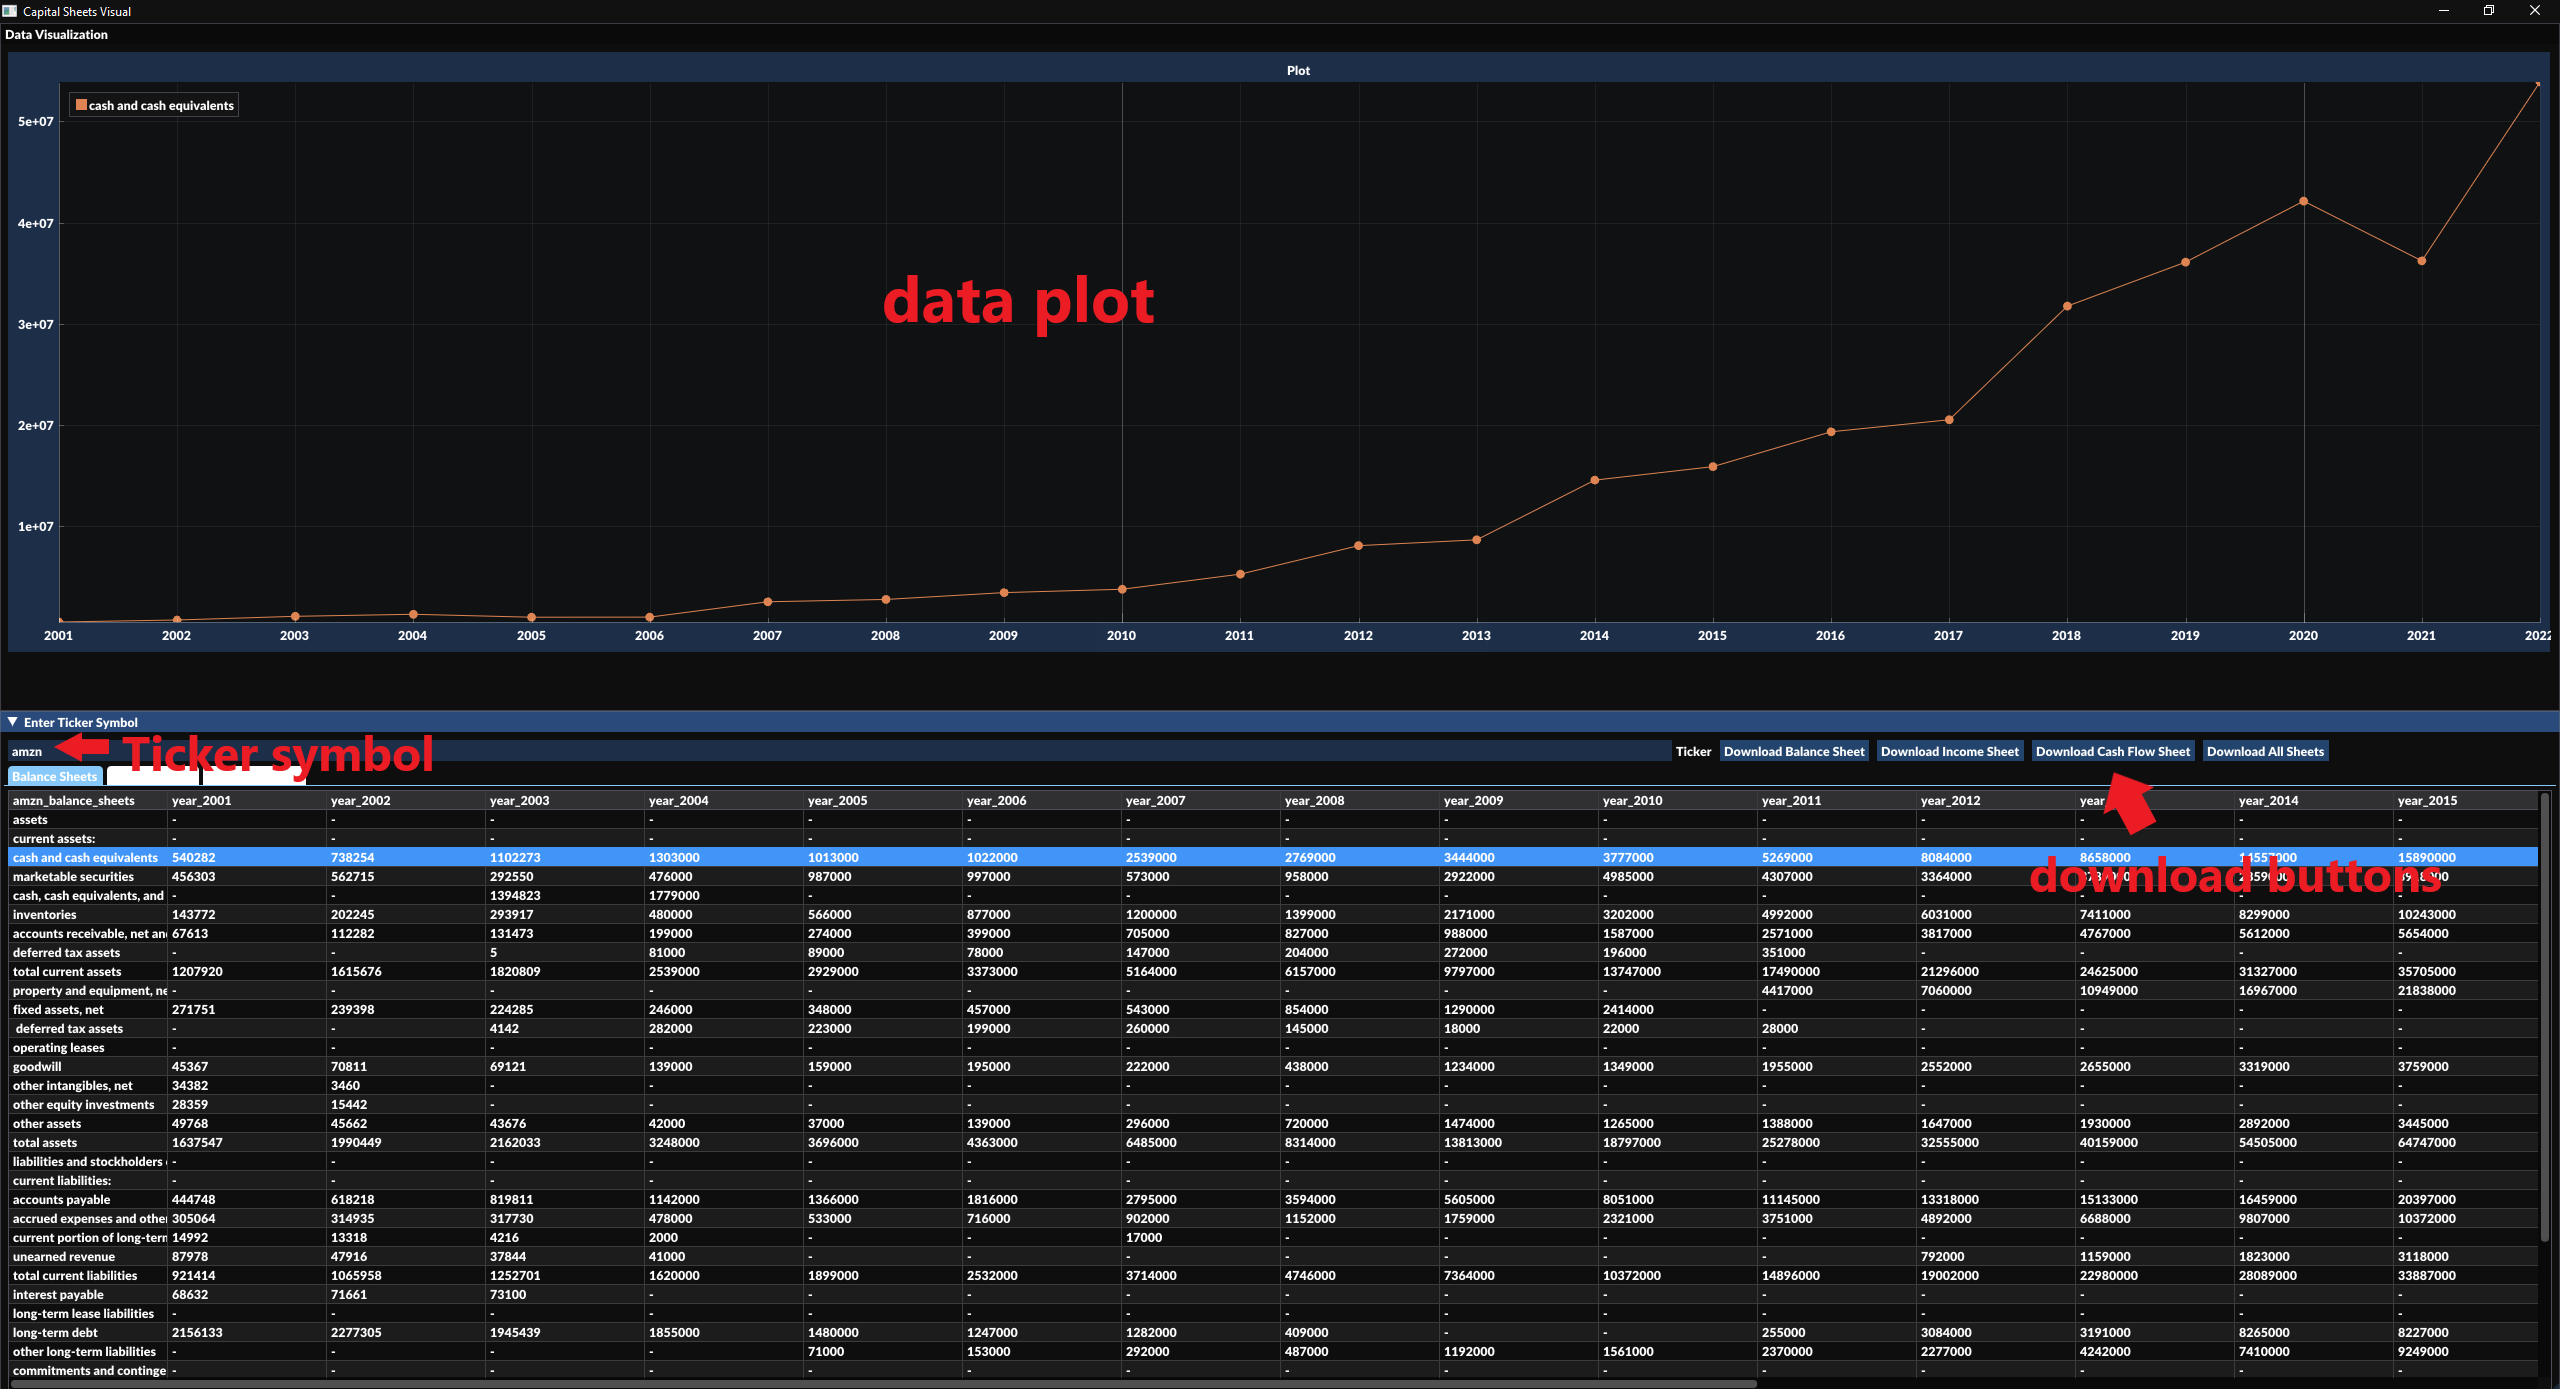 Capital Sheets Visual
Data Visualization
Plot
cash and cash equivalents
5e+07
4e+07
3e+07
2e+07
1e+07
data plot
2001 2002 2003 2004 2005 2006 2007 2008 2009 2010 2011 2012 2013 2014 2015 2016 2017 2018 2019 2020 2021 2022
Enter Ticker Symbol
amzn Ticker symbol Ticker Download Balance Sheet Download Income Sheet Download Cash Flow Sheet Download All Sheets
Balance Sheets
amzn_balance_sheets year_2001 year_2002 year_2003 year_2004 year_2005 year_2006 year_2007 year_2008 year_2009 year_2010 year_2011 year_2012 year year_2014 year_2015
assets - - - - - - - - - - - - - - -
current assets: - - - - - - - - - - - - - - -
cash and cash equivalents 540282 738254 1102273 1303000 1013000 1022000 2539000 2769000 3444000 3777000 5269000 8084000 8658000 15890000
marketable securities 456303 562715 292550 476000 987000 997000 573000 958000 2922000 4985000 4307000 3364000
download buttons
cash, cash equivalents, and - - 1394823 1779000 - - - - - - - - - - -
inventories 143772 202245 293917 480000 566000 877000 1200000 1399000 2171000 3202000 4992000 6031000 7411000 8299000 10243000
accounts receivable, net an 67613 112282 131473 199000 274000 399000 705000 827000 988000 1587000 2571000 3817000 4767000 5612000 5654000
deferred tax assets - - 5 81000 89000 78000 147000 204000 272000 196000 351000 - - - -
total current assets 1207920 1615676 1820809 2539000 2929000 3373000 5164000 6157000 9797000 13747000 17490000 21296000 24625000 31327000 35705000
property and equipment, ne - - - - - - - - - - 4417000 7060000 10949000 16967000 21838000
fixed assets, net 271751 239398 224285 246000 348000 457000 543000 854000 1290000 2414000 - - - - -
deferred tax assets - - 4142 282000 223000 199000 260000 145000 18000 22000 28000 - - - -
operating leases - - - - - - - - - - - - - - -
goodwill 45367 70811 69121 139000 159000 195000 222000 438000 1234000 1349000 1955000 2552000 2655000 3319000 3759000
other intangibles, net 34382 3460 - - - - - - - - - - - - -
other equity investments 28359 15442 - - - - - - - - - - - - -
other assets 49768 45662 43676 42000 37000 139000 296000 720000 1474000 1265000 1388000 1647000 1930000 2892000 3445000
total assets 1637547 1990449 2162033 3248000 3696000 4363000 6485000 8314000 13813000 18797000 25278000 32555000 40159000 54505000 64747000
liabilities and stockholders - - - - - - - - - - - - - - -
current liabilities: - - - - - - - - - - - - - - -
accounts payable 444748 618218 819811 1142000 1366000 1816000 2795000 3594000 5605000 8051000 11145000 13318000 15133000 16459000 20397000
accrued expenses and other 305064 314935 317730 478000 533000 716000 902000 1152000 1759000 2321000 3751000 4892000 6688000 9807000 10372000
current portion of long-term 14992 13318 4216 2000 - - 17000 - - - - - - - -
unearned revenue 87978 47916 37844 41000 - - - - - - - 792000 1159000 1823000 3118000
total current liabilities 921414 1065958 1252701 1620000 1899000 2532000 3714000 4746000 7364000 10372000 14896000 19002000 22980000 28089000 33887000
interest payable 68632 71661 73100 - - - - - - - - - - - -
long-term lease liabilities - - - - - - - - - - - - - - -
long-term debt 2156133 2277305 1945439 1855000 1480000 1247000 1282000 409000 - - 255000 3084000 3191000 8265000 8227000
other long-term liabilities - - - - 71000 153000 292000 487000 1192000 1561000 2370000 2277000 4242000 7410000 9249000
commitments and continge - - - - - - - - - - - - - - -